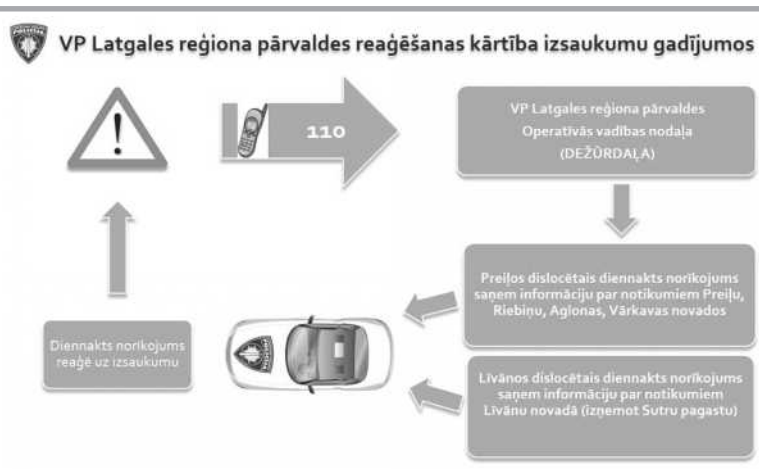 VP Latgales reģiona pārvaldes reaģēšanas kārtība izsaukumu gadījumos
110
VP Latgales reģiona pārvaldes
Operatīvās vadības nodaļa
(DEŽŪRDAĻA)
Preiļos dislocētais diennakts norīkojums
saņem informāciju par notikumiem Preiļu,
Riebiņu, Aglonas, Vārkavas novados
Diennakts norīkojums
reaģē uz izsaukumu
Līvānos dislocētais diennakts norīkojums
saņem informāciju par notikumiem
Līvānu novadā (izņemot Sutru pagastu)